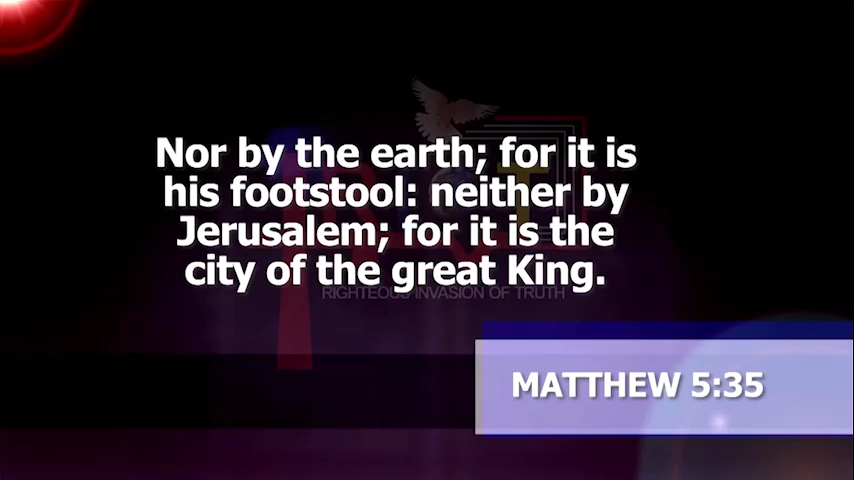 Nor by the earth; for it is
his footstool: neither by
Jerusalem; for it is the
city of the great King.
RIGHTEOUS INVASION OF TRUTH
MATTHEW 5:35